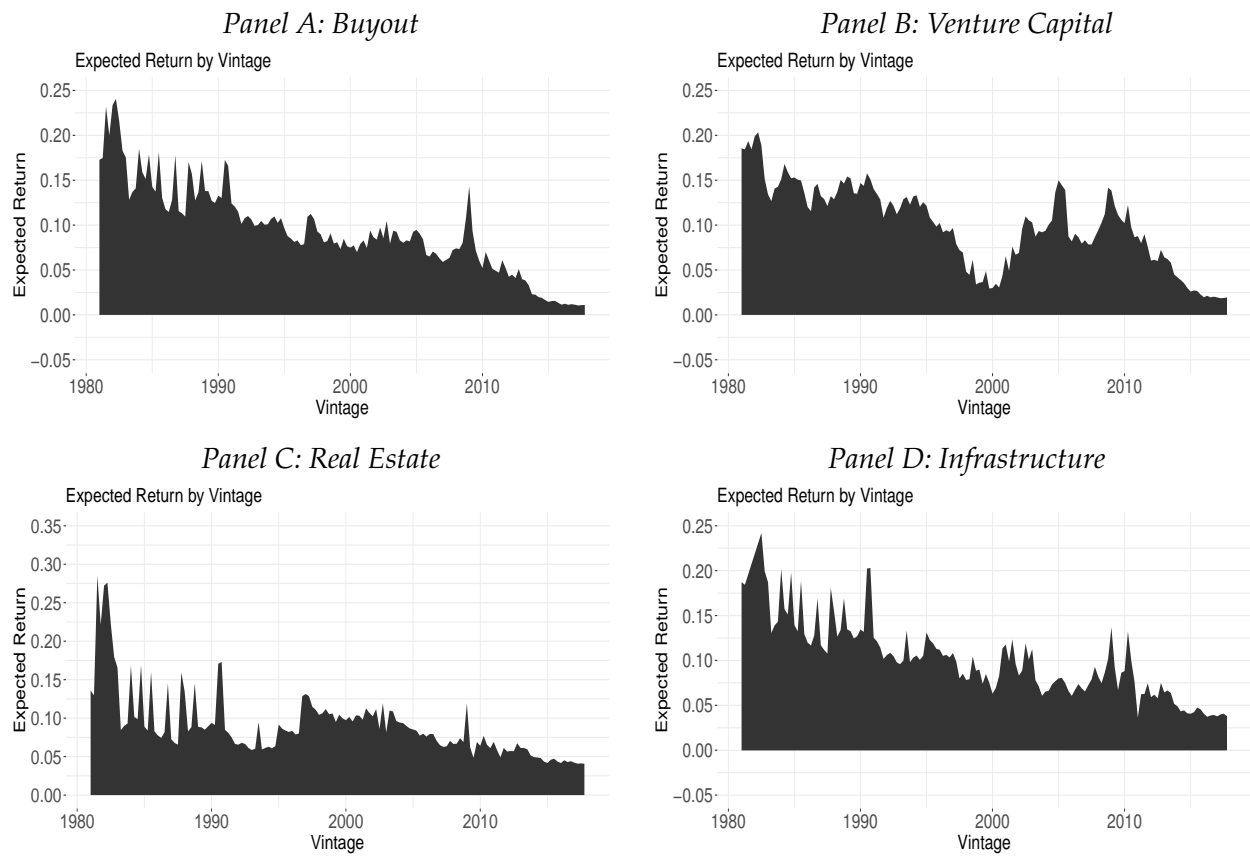 Panel A: Buyout
Expected Return by Vintage
Expected Return
0.25
0.20
0.15
0.10
0.05
0.00
−0.05
1980 1990 2000 2010
Vintage
Panel B: Venture Capital
Expected Return by Vintage
Expected Return
0.25
0.20
0.15
0.10
0.05
0.00
−0.05
1980 1990 2000 2010
Vintage
Panel C: Real Estate
Expected Return by Vintage
Expected Return
0.35
0.30
0.25
0.20
0.15
0.10
0.05
0.00
1980 1990 2000 2010
Vintage
Panel D: Infrastructure
Expected Return by Vintage
Expected Return
0.25
0.20
0.15
0.10
0.05
0.00
−0.05
1980 1990 2000 2010
Vintage